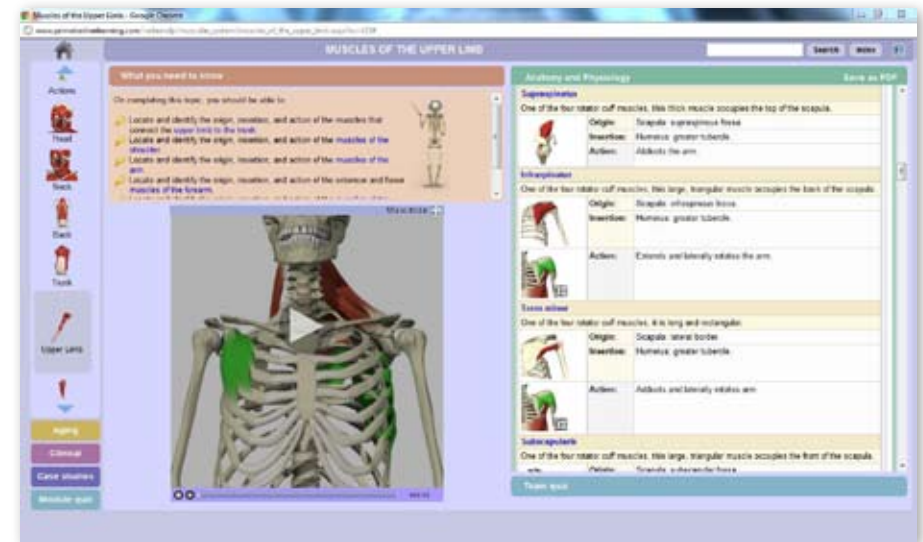 Muscles of the Upper Limb - Google Chrome
MUSCLES OF THE UPPER LIMB
Search
Index
Actions
Head
Neck
Back
Trunk
Upper Limb
Aging
Clinical
Case studies
Module quiz
What you need to know
On completing this topic, you should be able to:
Locate and identify the origin, insertion, and action of the muscles that
connect the upper limb to the trunk.
Locate and identify the origin, insertion, and action of the muscles of the
shoulder.
Locate and identify the origin, insertion, and action of the muscles of the
arm.
Locate and identify the origin, insertion, and action of the extensor and flexor
muscles of the forearm.
Anatomy and Physiology
Save as PDF
Supraspinatus
One of the four rotator cuff muscles, this thick muscle occupies the top of the scapula.
Origin: Scapula: supraspinous fossa
Insertion: Humerus: greater tubercle.
Action: Abducts the arm.
Infraspinatus
One of the four rotator cuff muscles, this large, triangular muscle occupies the back of the scapula.
Origin: Scapula: infraspinous fossa.
Insertion: Humerus: greater tubercle.
Action: Extends and laterally rotates the arm.
Teres minor
One of the four rotator cuff muscles, it is long and rectangular.
Origin: Scapula: lateral border
Insertion: Humerus: greater tubercle.
Action: Adducts and laterally rotates arm
Subscapularis
One of the four rotator cuff muscles, this large, triangular muscle occupies the front of the scapula.
Origin: Scapula: subscapular fossa
Team quiz